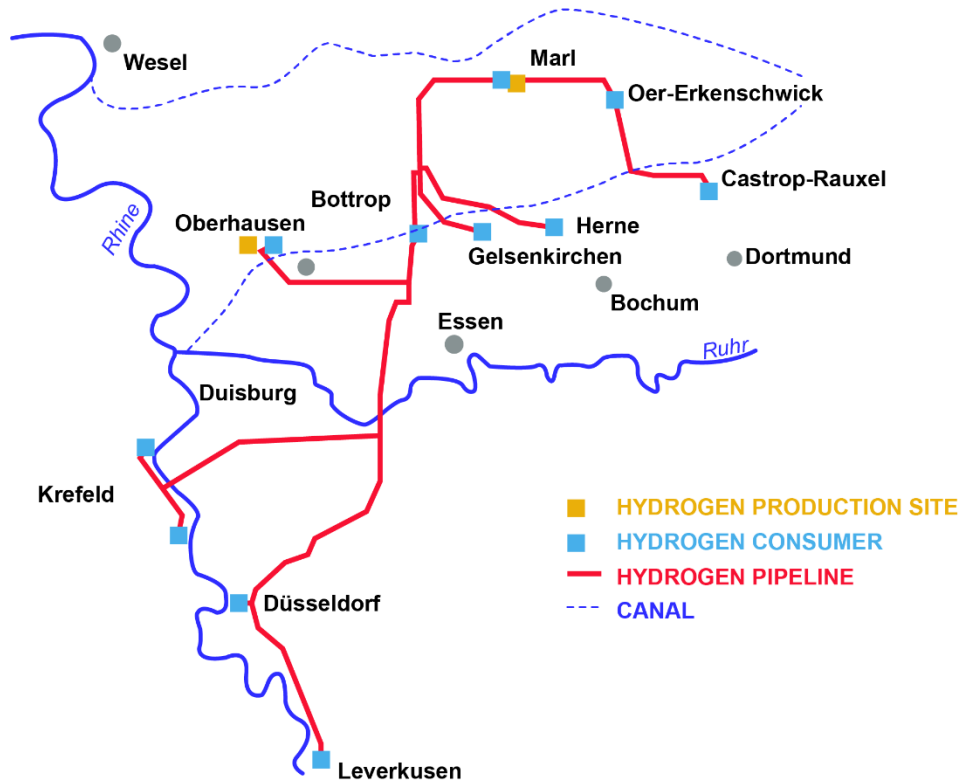 Wesel
Marl
Oer-Erkenschwick
Castrop-Rauxel
Bottrop
Oberhausen
Rhine
Herne
Gelsenkirchen
Dortmund
Bochum
Essen
Ruhr
Duisburg
Krefeld
HYDROGEN PRODUCTION SITE
HYDROGEN CONSUMER
HYDROGEN PIPELINE
CANAL
Düsseldorf
Leverkusen